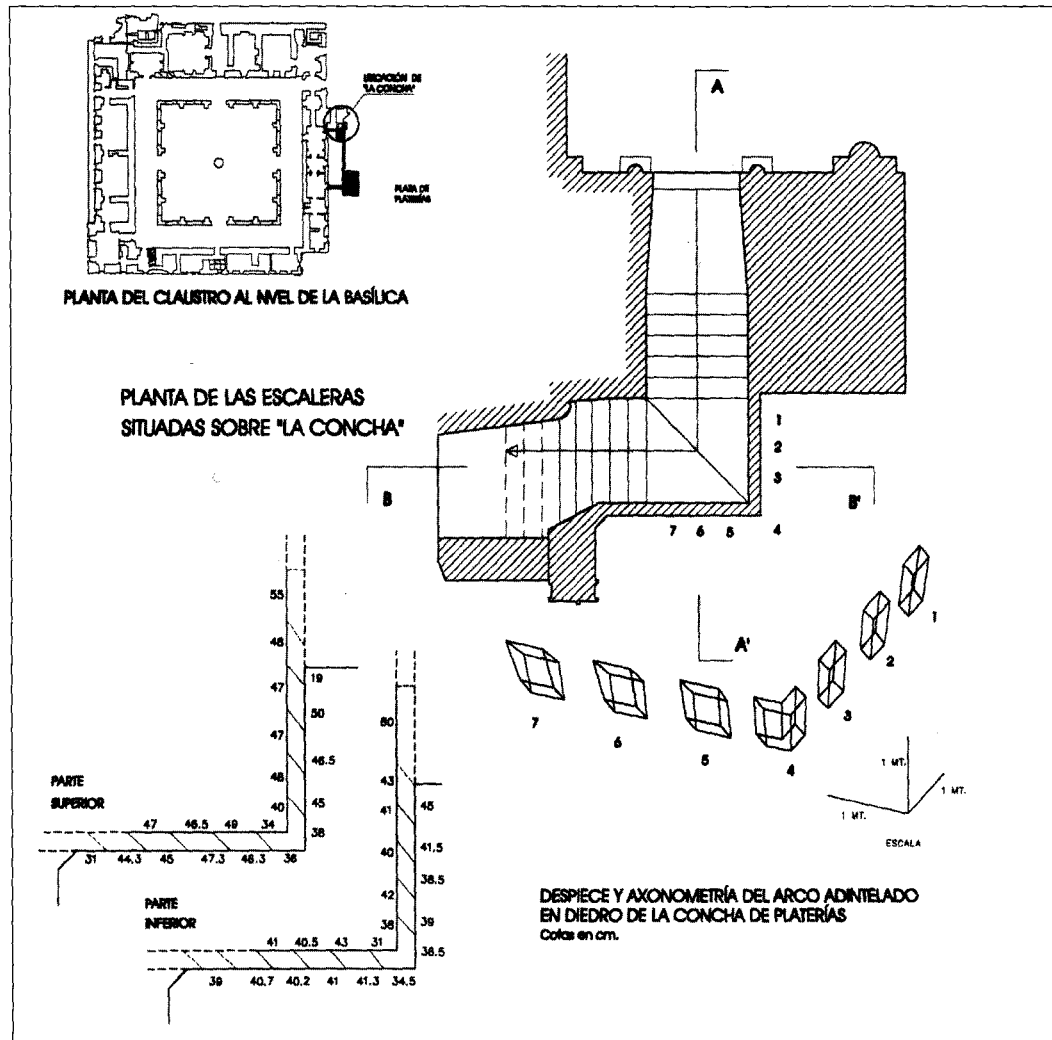 UBICACIÓN DE
"LA CONCHA"
PLAZA DE
PLATERÍAS
PLANTA DEL CLAUSTRO AL NIVEL DE LA BASÍLICA
PLANTA DE LAS ESCALERAS
SITUADAS SOBRE "LA CONCHA"
A
B
B'
A'
1
2
3
4
7 6 5
1
2
3
4
5
6
7
1 MT.
1 MT.
1 MT.
ESCALA
PARTE
SUPERIOR
55
48
47
47
48
40
19
50
46.5
45
38
47 46.5 49 34
31 44.3 45 47.3 48.3 36
PARTE
INFERIOR
60
43
41
40
42
38
48
41.5
38.5
39
38.5
41 40.5 43 31
39 40.7 40.2 41 41.3 34.5
DESPIECE Y AXONOMETRÍA DEL ARCO ADINTELADO
EN DIEDRO DE LA CONCHA DE PLATERÍAS
Cotas en cm.